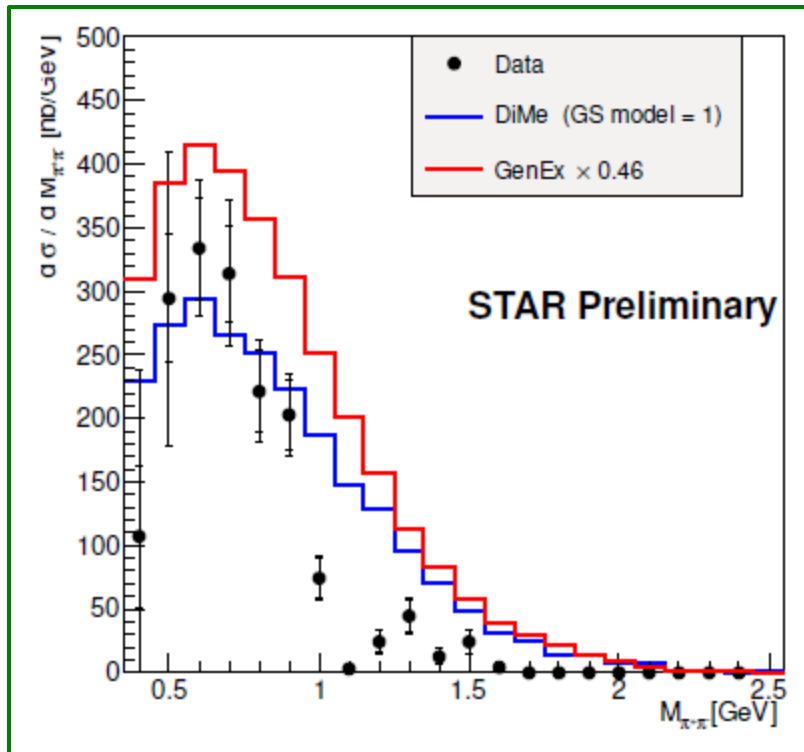 500
450
400
350
300
250
200
150
100
50
0
dσ / d M_π⁺π⁻ [nb/GeV]
Data
DiMe (GS model = 1)
GenEx × 0.46
STAR Preliminary
0.5 1 1.5 2 2.5
M_π⁺π⁻ [GeV]